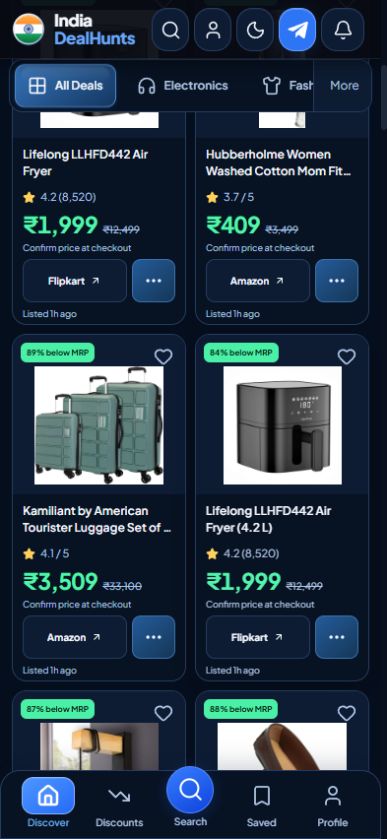 India
DealHunts
All Deals
Electronics
Fash
More
Lifelong LLHFD442 Air
Fryer
4.2 (8,520)
₹1,999 ₹12,499
Confirm price at checkout
Flipkart ↗
...
Listed 1h ago
Hubberholme Women
Washed Cotton Mom Fit...
3.7 / 5
₹409 ₹3,499
Confirm price at checkout
Amazon ↗
...
Listed 1h ago
89% below MRP
Kamiliant by American
Tourister Luggage Set of ...
4.1 / 5
₹3,509 ₹33,100
Confirm price at checkout
Amazon ↗
...
Listed 1h ago
84% below MRP
180
Lifelong LLHFD442 Air
Fryer (4.2 L)
4.2 (8,520)
₹1,999 ₹12,499
Confirm price at checkout
Flipkart ↗
...
Listed 1h ago
87% below MRP
88% below MRP
Discover
Discounts
Search
Saved
Profile